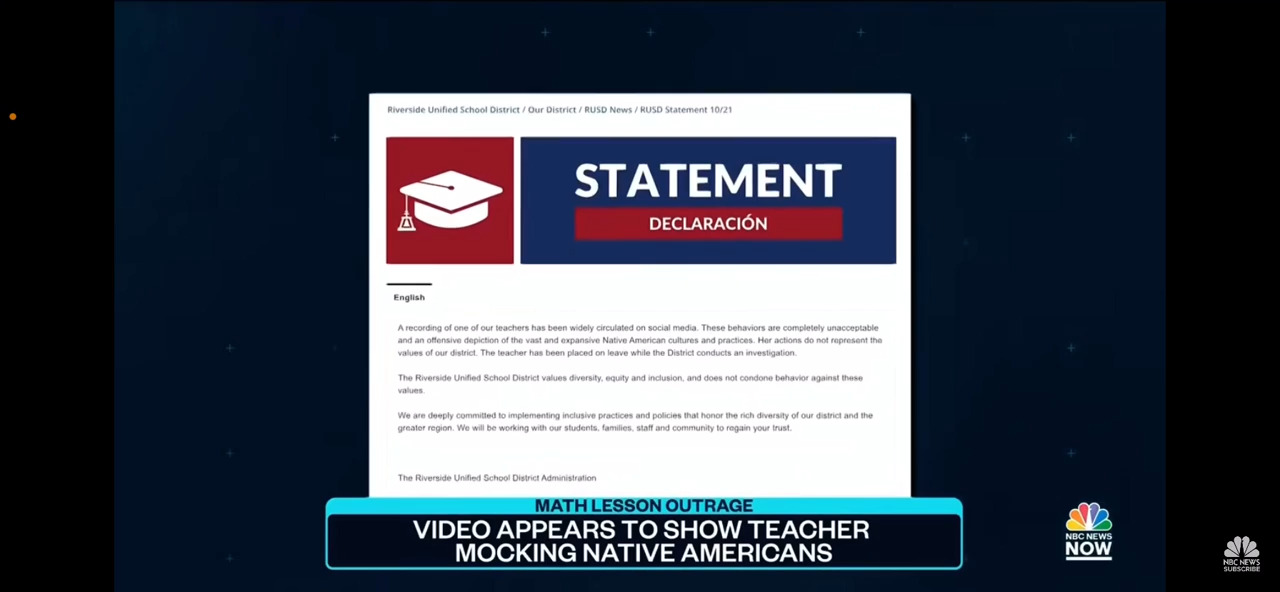 Riverside Unified School District / Our District / RUSD News / RUSD Statement 10/21
STATEMENT
DECLARACIÓN
English
A recording of one of our teachers has been widely circulated on social media. These behaviors are completely unacceptable
and an offensive depiction of the vast and expansive Native American cultures and practices. Her actions do not represent the
values of our district. The teacher has been placed on leave while the District conducts an investigation.
The Riverside Unified School District values diversity, equity and inclusion, and does not condone behavior against these
values.
We are deeply committed to implementing inclusive practices and policies that honor the rich diversity of our district and the
greater region. We will be working with our students, families, staff and community to regain your trust.
The Riverside Unified School District Administration
MATH LESSON OUTRAGE
VIDEO APPEARS TO SHOW TEACHER
MOCKING NATIVE AMERICANS
NBC NEWS
NOW
NBC NEWS
SUBSCRIBE